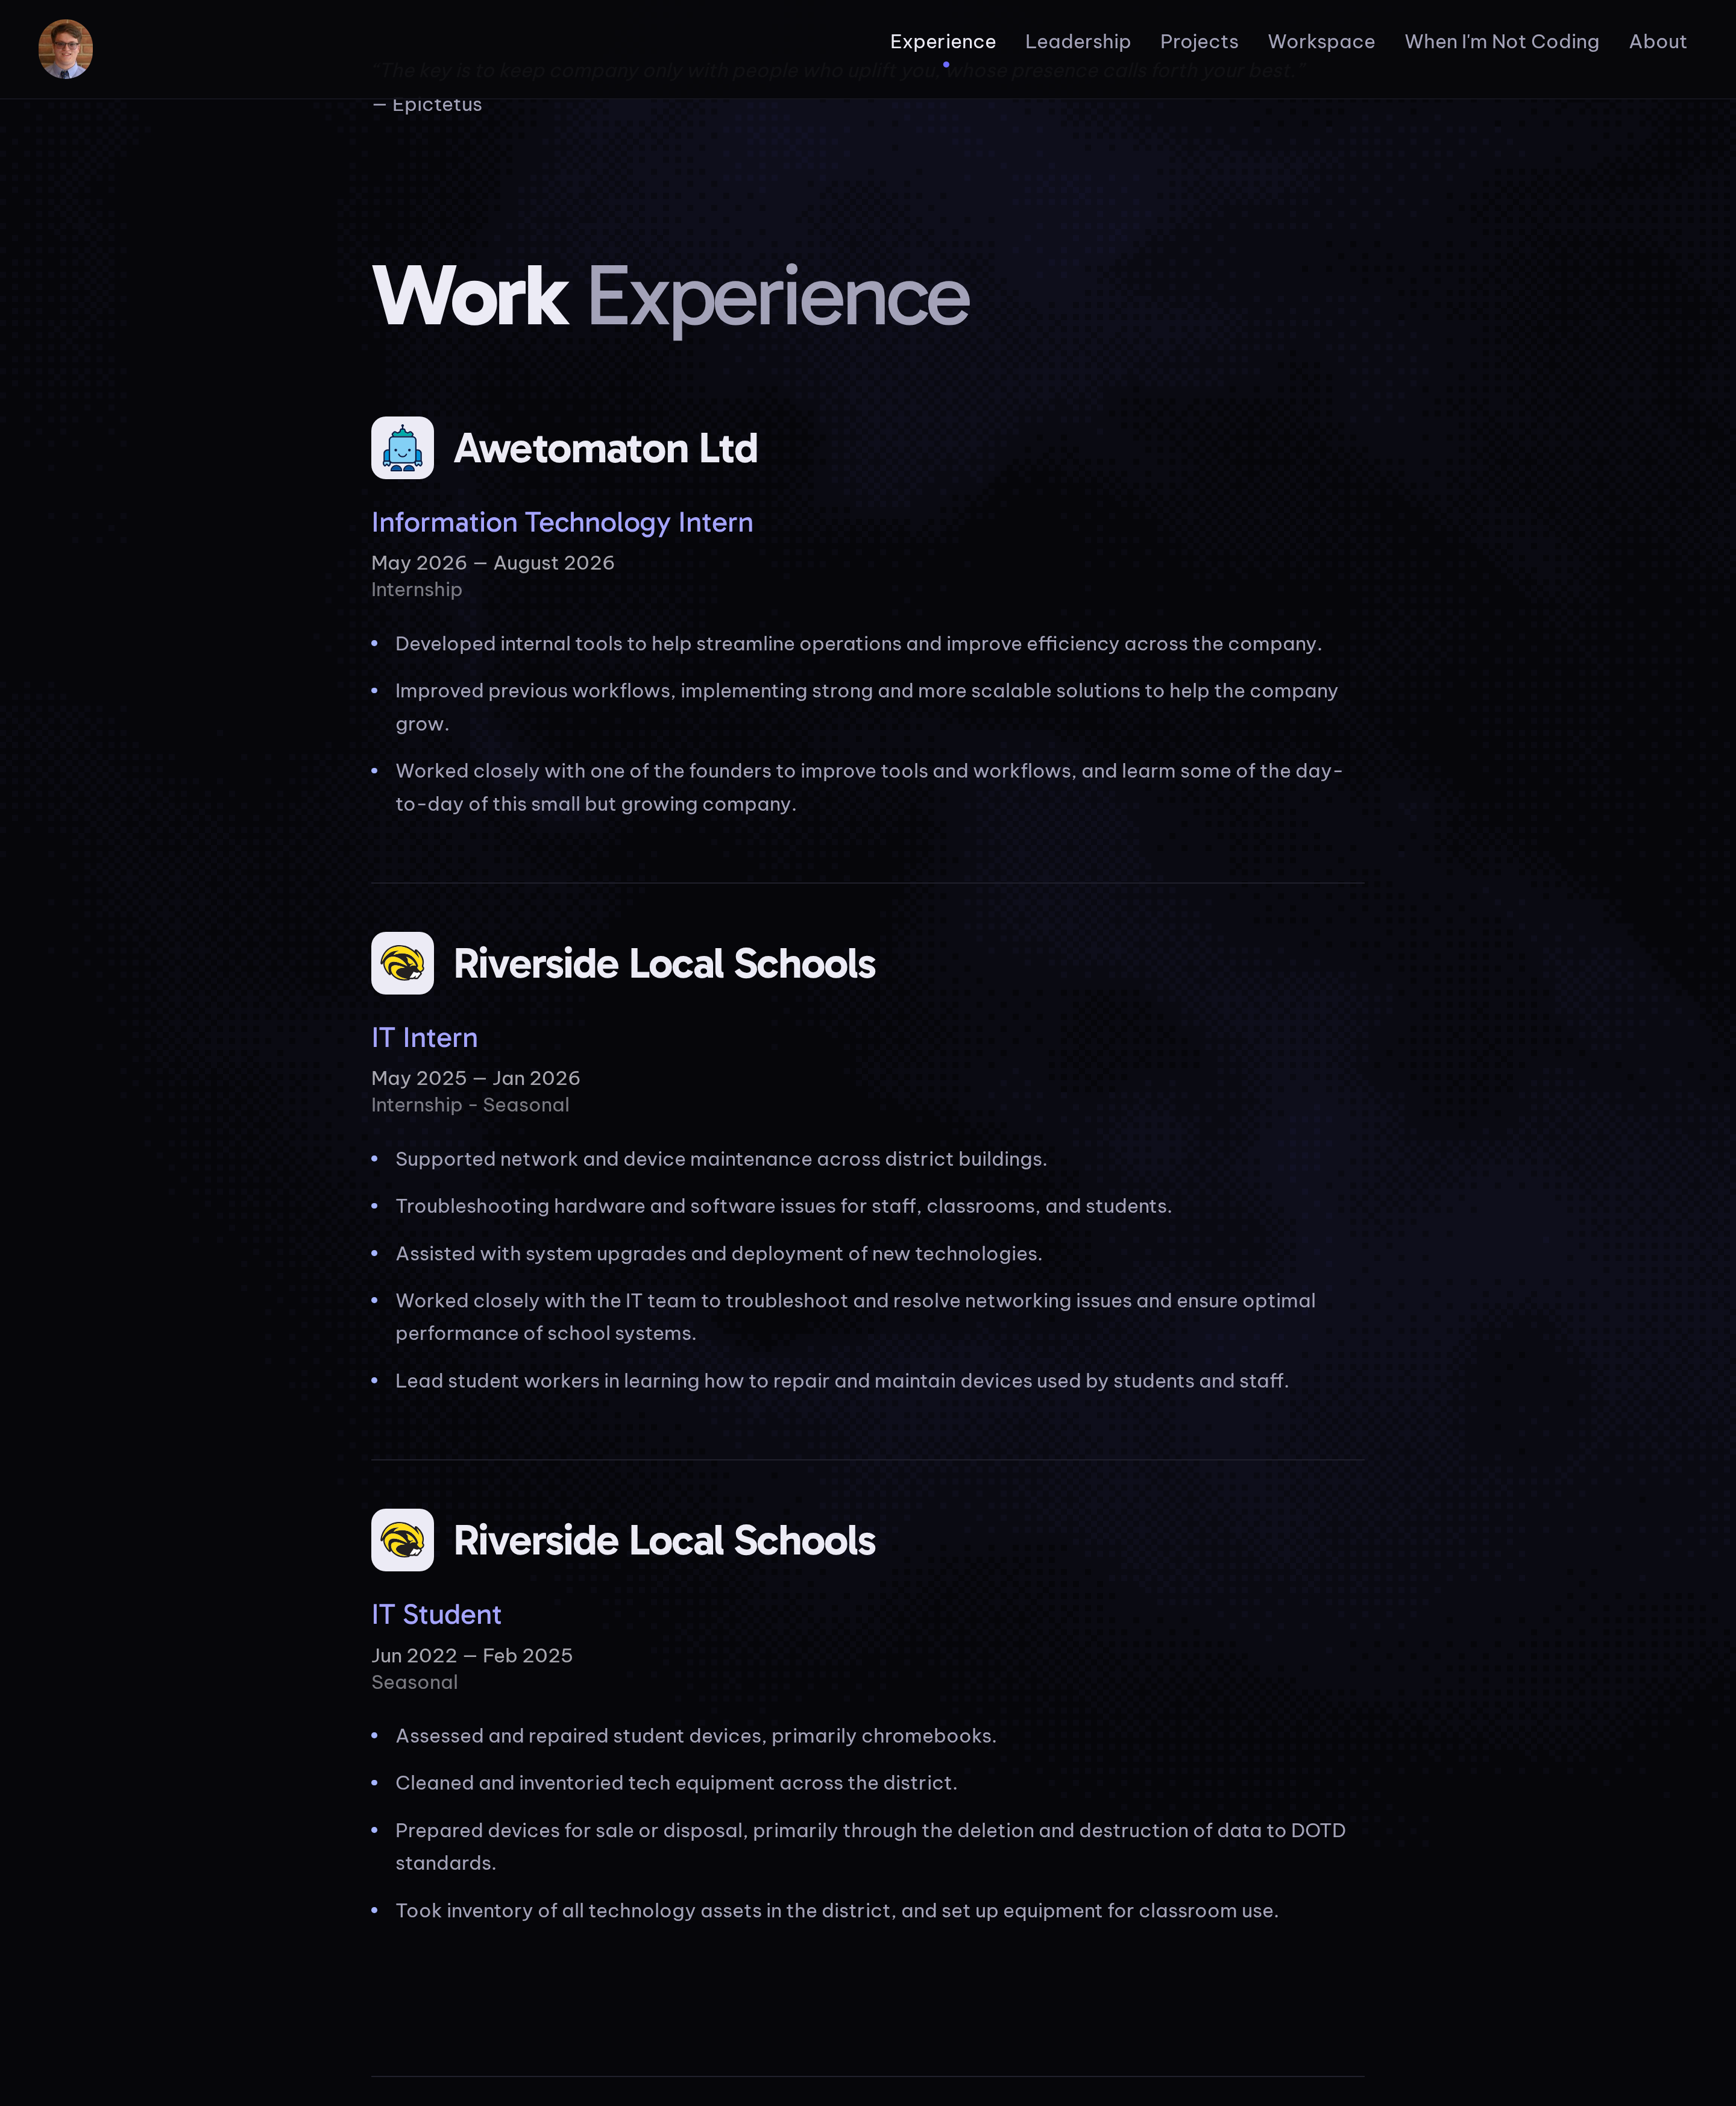 Experience Leadership Projects Workspace When I'm Not Coding About
“The key is to keep company only with people who uplift you, whose presence calls forth your best.”
— Epictetus
Work Experience
Awetomaton Ltd
Information Technology Intern
May 2026 — August 2026
Internship
• Developed internal tools to help streamline operations and improve efficiency across the company.
• Improved previous workflows, implementing strong and more scalable solutions to help the company
grow.
• Worked closely with one of the founders to improve tools and workflows, and learm some of the day-
to-day of this small but growing company.
Riverside Local Schools
IT Intern
May 2025 — Jan 2026
Internship - Seasonal
• Supported network and device maintenance across district buildings.
• Troubleshooting hardware and software issues for staff, classrooms, and students.
• Assisted with system upgrades and deployment of new technologies.
• Worked closely with the IT team to troubleshoot and resolve networking issues and ensure optimal
performance of school systems.
• Lead student workers in learning how to repair and maintain devices used by students and staff.
Riverside Local Schools
IT Student
Jun 2022 — Feb 2025
Seasonal
• Assessed and repaired student devices, primarily chromebooks.
• Cleaned and inventoried tech equipment across the district.
• Prepared devices for sale or disposal, primarily through the deletion and destruction of data to DOTD
standards.
• Took inventory of all technology assets in the district, and set up equipment for classroom use.